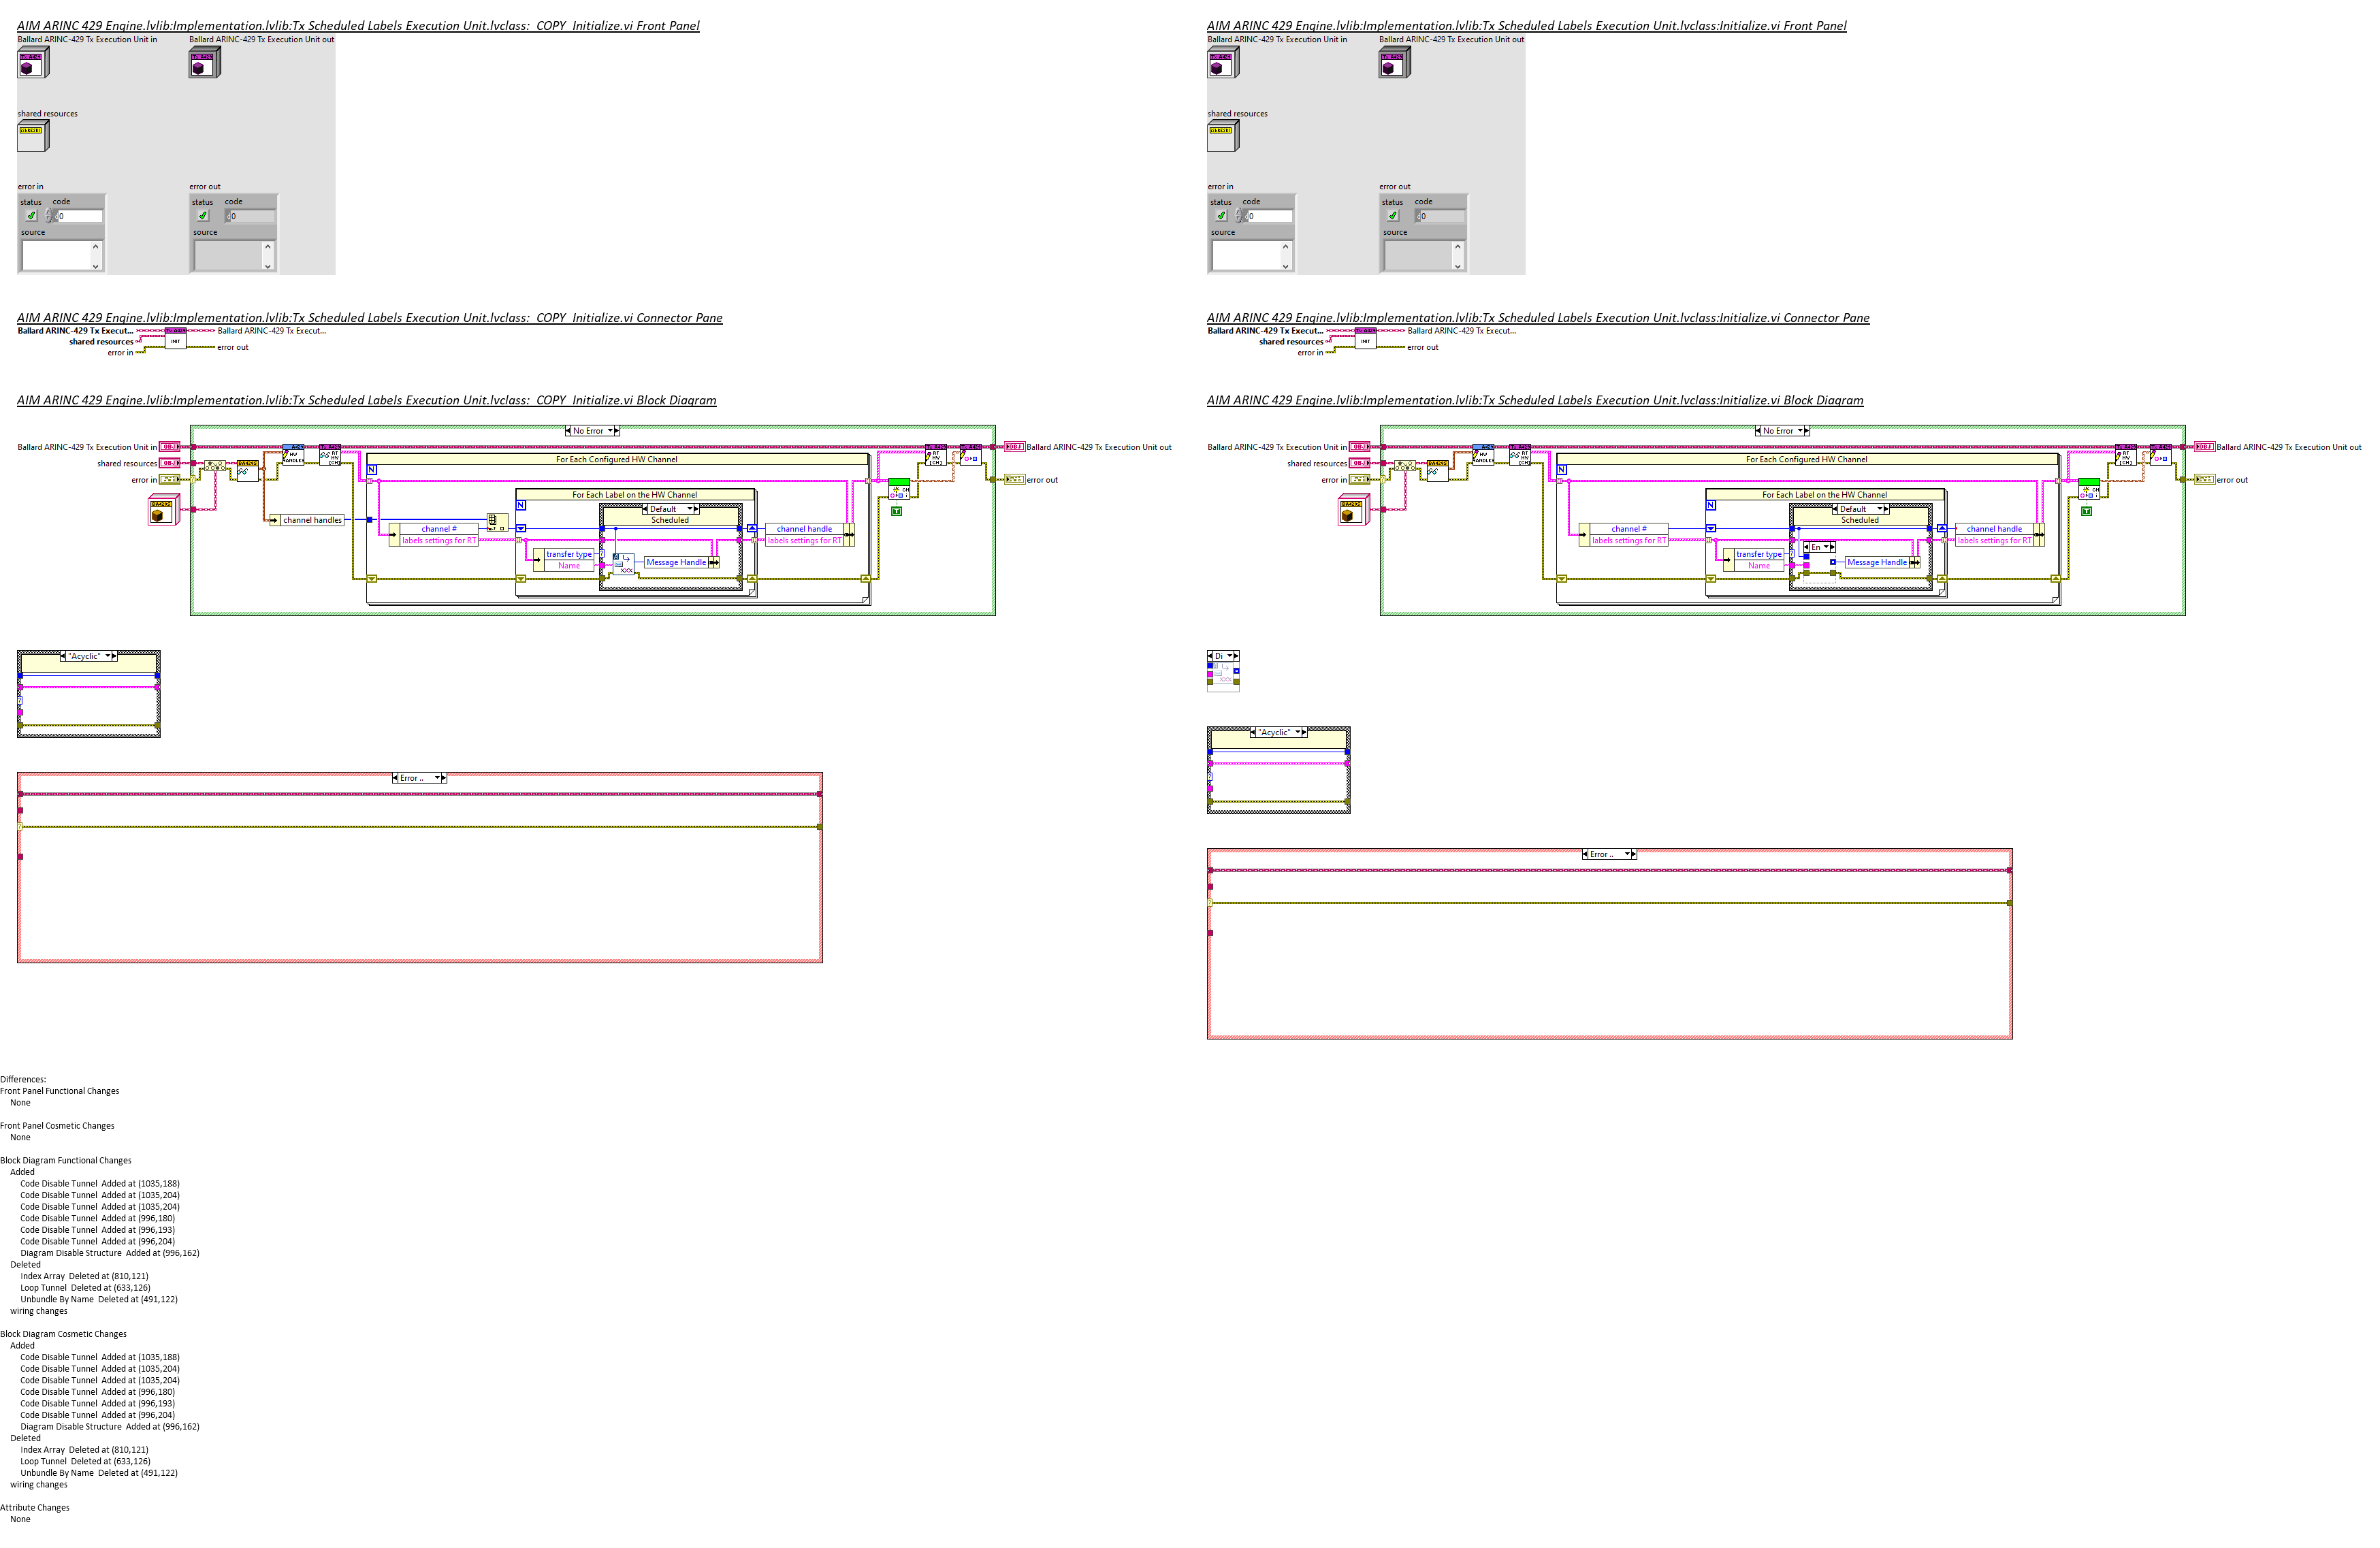 AIM ARINC 429 Engine.lvlib:Implementation.lvlib:Tx Scheduled Labels Execution Unit.lvclass:_COPY_Initialize.vi Front Panel
Ballard ARINC-429 Tx Execution Unit in
Ballard ARINC-429 Tx Execution Unit out
shared resources
error in
error out
status code
0
source
status code
0
source
AIM ARINC 429 Engine.lvlib:Implementation.lvlib:Tx Scheduled Labels Execution Unit.lvclass:_COPY_Initialize.vi Connector Pane
Ballard ARINC-429 Tx Execut...
Ballard ARINC-429 Tx Execut...
shared resources
INIT
error in
error out
AIM ARINC 429 Engine.lvlib:Implementation.lvlib:Tx Scheduled Labels Execution Unit.lvclass:_COPY_Initialize.vi Block Diagram
No Error
Ballard ARINC-429 Tx Execution Unit in
Ballard ARINC-429 Tx Execution Unit out
shared resources
error in
error out
For Each Configured HW Channel
N
For Each Label on the HW Channel
N
Default
Scheduled
channel handles
channel #
labels settings for RT
transfer type
Name
Message Handle
channel handle
labels settings for RT
"Acyclic"
Error ..
AIM ARINC 429 Engine.lvlib:Implementation.lvlib:Tx Scheduled Labels Execution Unit.lvclass:Initialize.vi Front Panel
Ballard ARINC-429 Tx Execution Unit in
Ballard ARINC-429 Tx Execution Unit out
shared resources
error in
error out
status code
0
source
status code
0
source
AIM ARINC 429 Engine.lvlib:Implementation.lvlib:Tx Scheduled Labels Execution Unit.lvclass:Initialize.vi Connector Pane
Ballard ARINC-429 Tx Execut...
Ballard ARINC-429 Tx Execut...
shared resources
INIT
error in
error out
AIM ARINC 429 Engine.lvlib:Implementation.lvlib:Tx Scheduled Labels Execution Unit.lvclass:Initialize.vi Block Diagram
No Error
Ballard ARINC-429 Tx Execution Unit in
Ballard ARINC-429 Tx Execution Unit out
shared resources
error in
error out
For Each Configured HW Channel
N
For Each Label on the HW Channel
N
Default
Scheduled
channel #
labels settings for RT
En
transfer type
Name
Message Handle
channel handle
labels settings for RT
Di
"Acyclic"
Error ..
Differences:
Front Panel Functional Changes
None
Front Panel Cosmetic Changes
None
Block Diagram Functional Changes
Added
Code Disable Tunnel Added at (1035,188)
Code Disable Tunnel Added at (1035,204)
Code Disable Tunnel Added at (1035,204)
Code Disable Tunnel Added at (996,180)
Code Disable Tunnel Added at (996,193)
Code Disable Tunnel Added at (996,204)
Diagram Disable Structure Added at (996,162)
Deleted
Index Array Deleted at (810,121)
Loop Tunnel Deleted at (633,126)
Unbundle By Name Deleted at (491,122)
wiring changes
Block Diagram Cosmetic Changes
Added
Code Disable Tunnel Added at (1035,188)
Code Disable Tunnel Added at (1035,204)
Code Disable Tunnel Added at (1035,204)
Code Disable Tunnel Added at (996,180)
Code Disable Tunnel Added at (996,193)
Code Disable Tunnel Added at (996,204)
Diagram Disable Structure Added at (996,162)
Deleted
Index Array Deleted at (810,121)
Loop Tunnel Deleted at (633,126)
Unbundle By Name Deleted at (491,122)
wiring changes
Attribute Changes
None